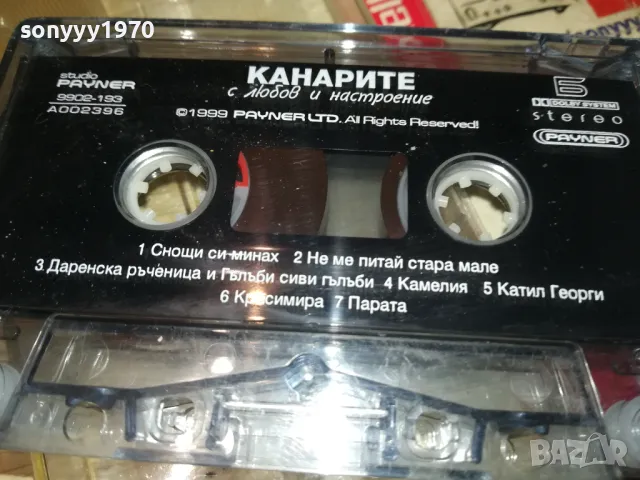 sonyyy1970
studio
PAYNER
9902-193
A002396
КАНАРИТЕ
с любов и настроение
©1999 PAYNER LTD. All Rights Reserved!
Б
DOLBY SYSTEM
stereo
PAYNER
1 Снощи си минах 2 Не ме питай стара мале
3 Даренска ръченица и Гълъби сиви гълъби 4 Камелия 5 Катил Георги
6 Красимира 7 Парата
BAZAR